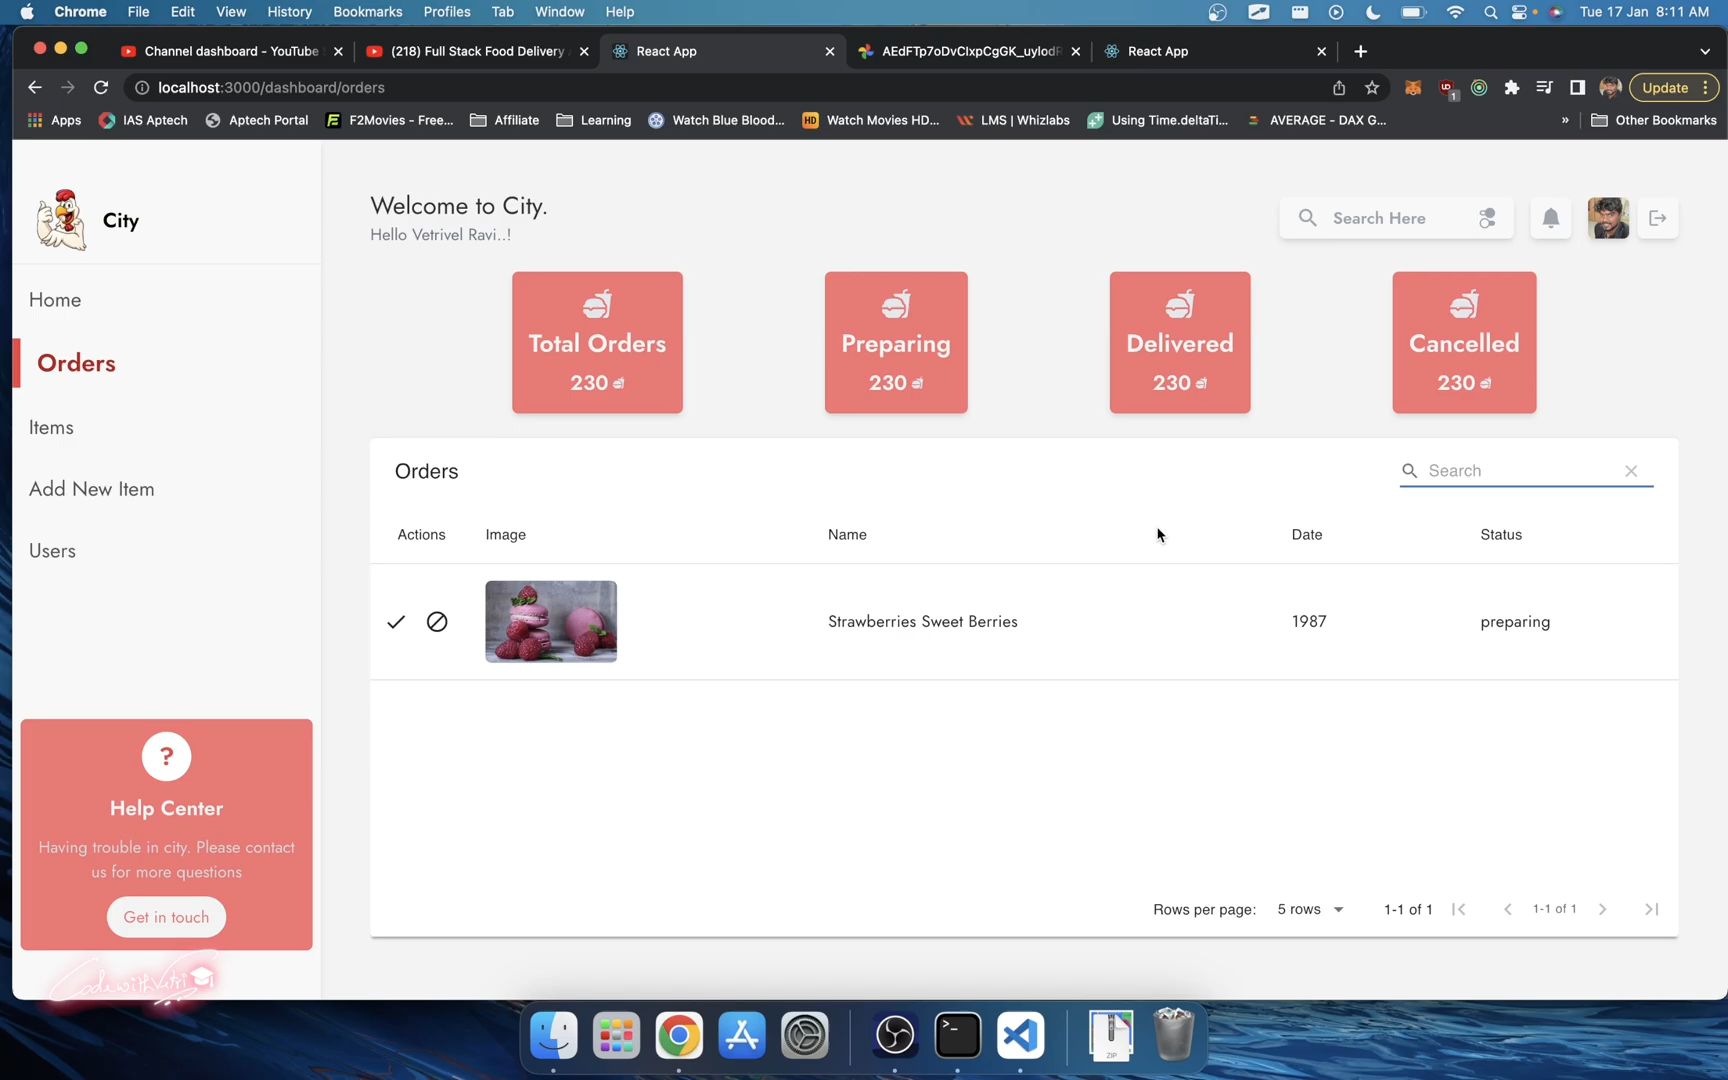 Chrome File Edit View History Bookmarks Profiles Tab Window Help Tue 17 Jan 8:11 AM
Channel dashboard - YouTube (218) Full Stack Food Delivery React App AEdFTp7oDvCIxpCgGK_uylodF React App
localhost:3000/dashboard/orders 1 Update
Apps IAS Aptech Aptech Portal F2Movies - Free... Affiliate Learning Watch Blue Blood... HD Watch Movies HD... LMS | Whizlabs Using Time.deltaTi... AVERAGE - DAX G... » Other Bookmarks
City
Welcome to City.
Hello Vetrivel Ravi..!
Search Here
Home
Orders
Items
Add New Item
Users
Total Orders
230
Preparing
230
Delivered
230
Cancelled
230
Orders
Search
Actions Image Name Date Status
Strawberries Sweet Berries 1987 preparing
Rows per page: 5 rows 1-1 of 1 1-1 of 1
?
Help Center
Having trouble in city. Please contact
us for more questions
Get in touch
CodewithVetri
ZIP